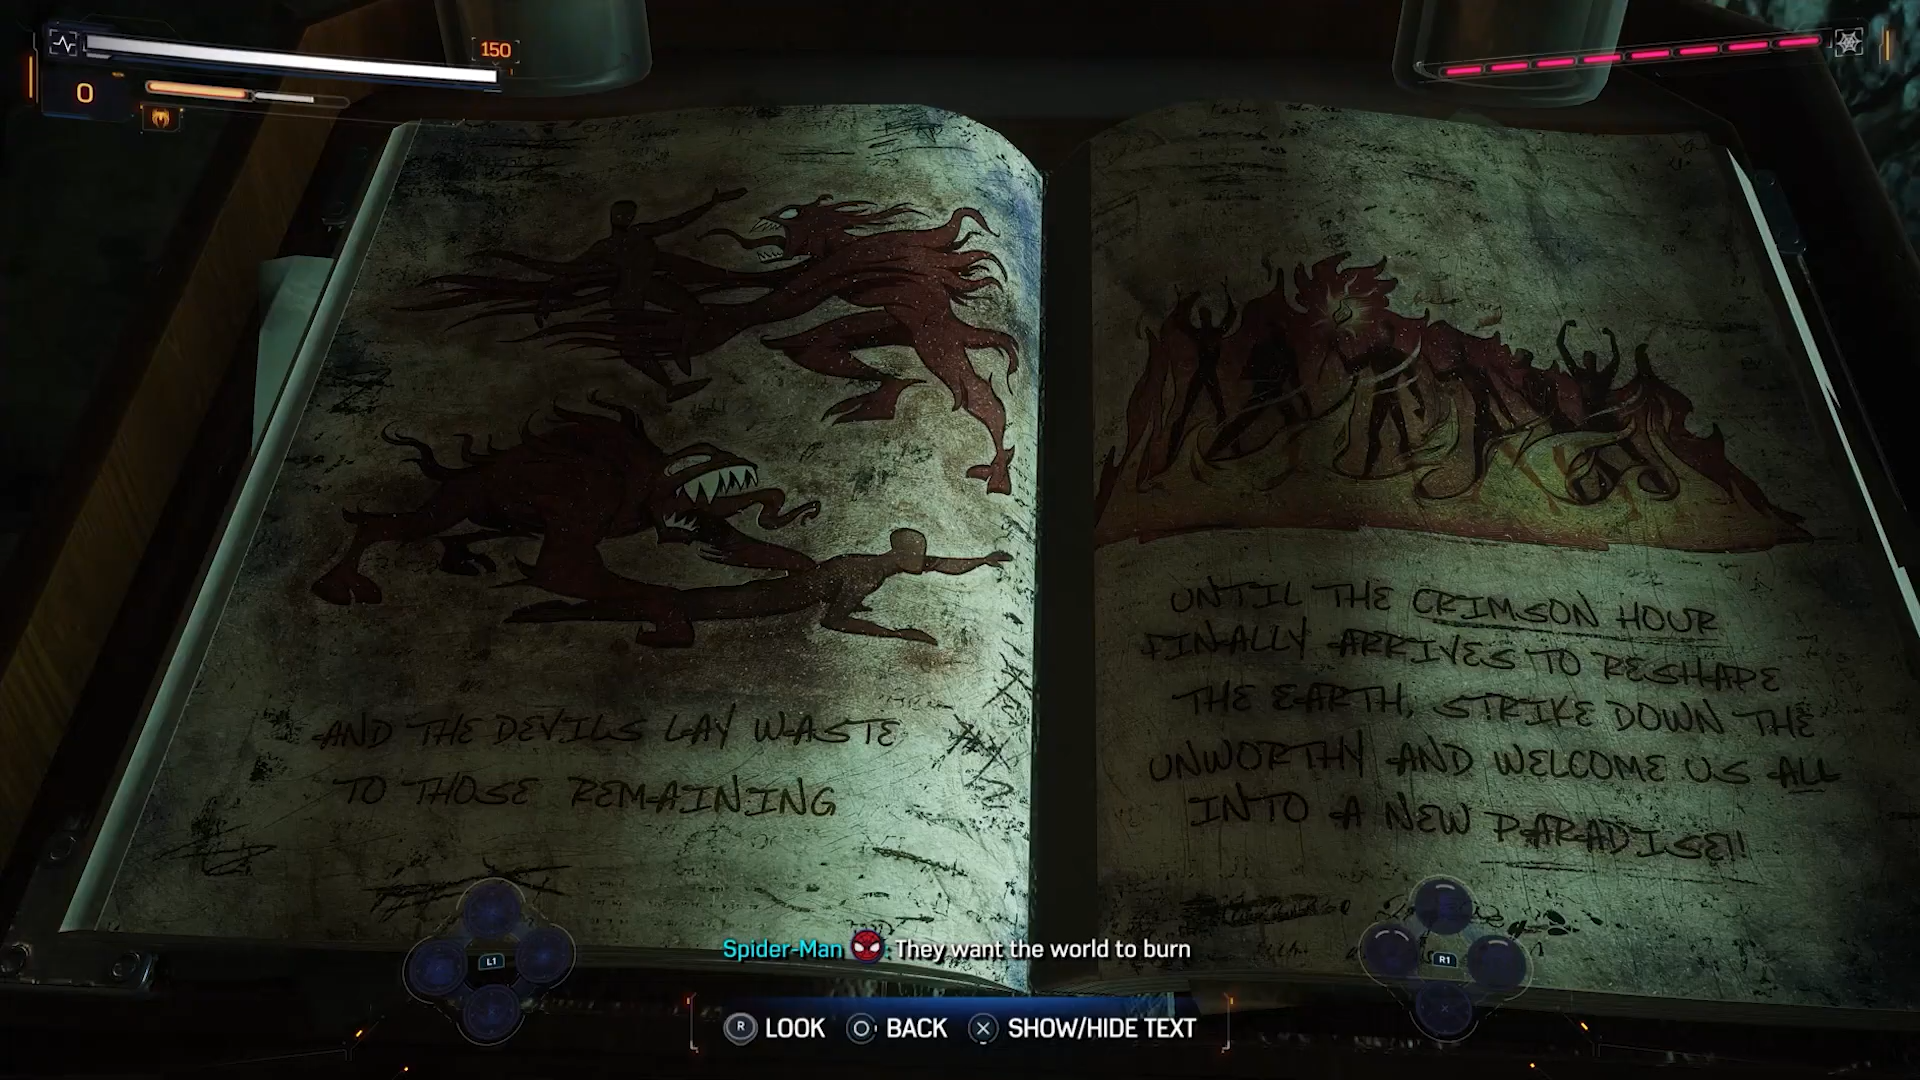 150
0
AND THE DEVILS LAY WASTE
TO THOSE REMAINING
UNTIL THE CRIMSON HOUR
FINALLY ARRIVES TO RESHAPE
THE EARTH, STRIKE DOWN THE
UNWORTHY AND WELCOME US ALL
INTO A NEW PARADISE!!
Spider-Man : They want the world to burn
L1
R1
R LOOK BACK SHOW/HIDE TEXT